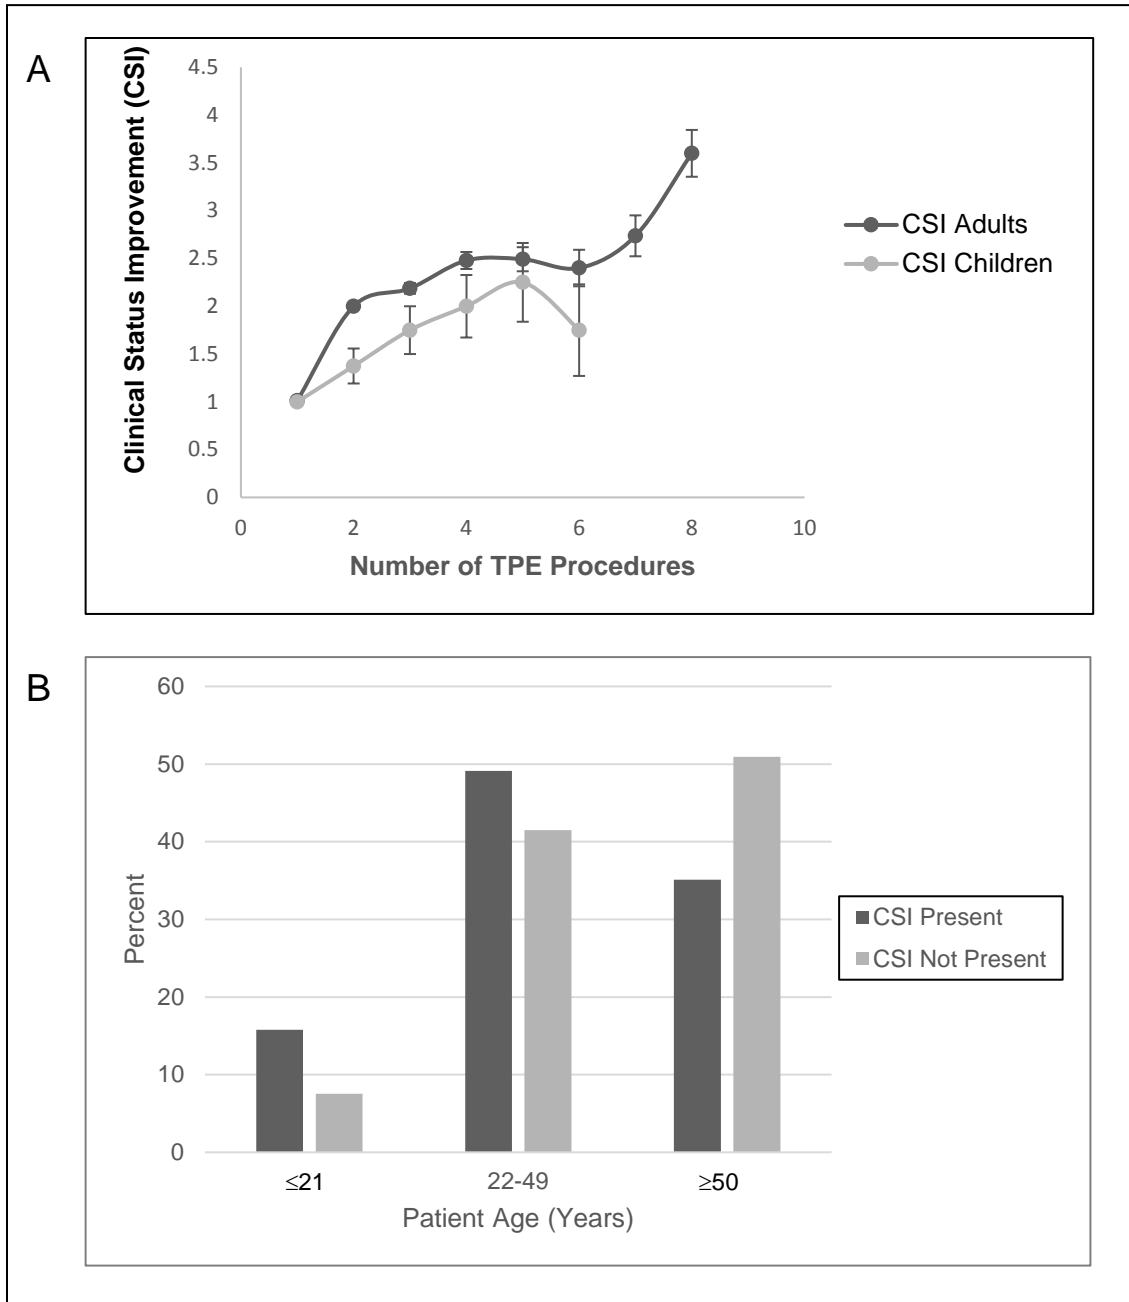 A
Clinical Status Improvement (CSI)
4.5
4
3.5
3
2.5
2
1.5
1
0.5
0
0 2 4 6 8 10
Number of TPE Procedures
CSI Adults
CSI Children
B
Percent
60
50
40
30
20
10
0
≤21 22-49 ≥50
Patient Age (Years)
CSI Present
CSI Not Present